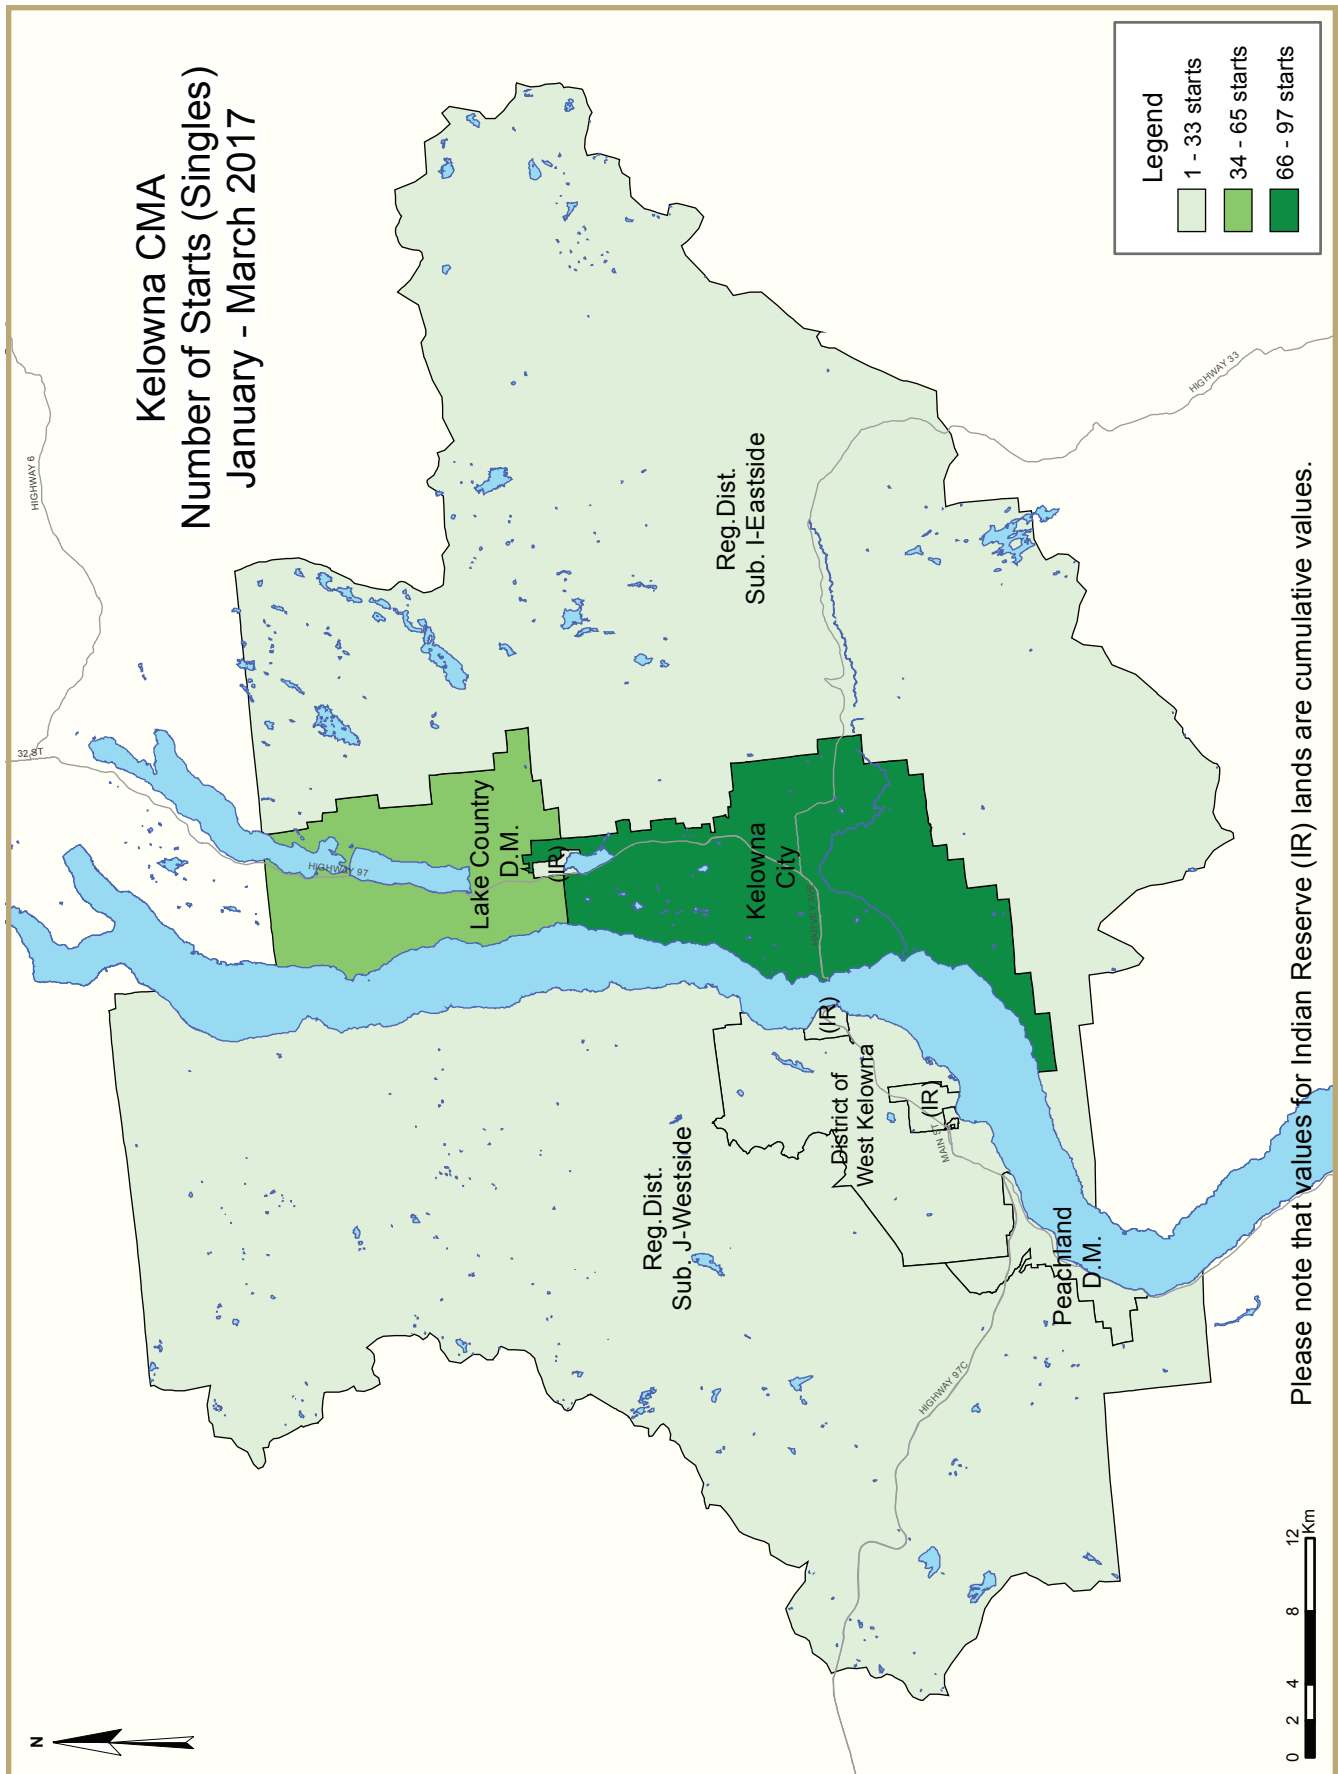 Kelowna CMA
Number of Starts (Singles)
January - March 2017
Legend
1 - 33 starts
34 - 65 starts
66 - 97 starts
N
HIGHWAY 6
32 ST
HIGHWAY 97
Lake Country
D.M.
(IR)
Reg.Dist.
Sub. I-Eastside
Kelowna
City
HIGHWAY 33
Reg.Dist.
Sub. J-Westside
(IR)
District of
West Kelowna
(IR)
MAIN ST
Peachland
D.M.
HIGHWAY 97C
0 2 4 8 12
Km
Please note that values for Indian Reserve (IR) lands are cumulative values.